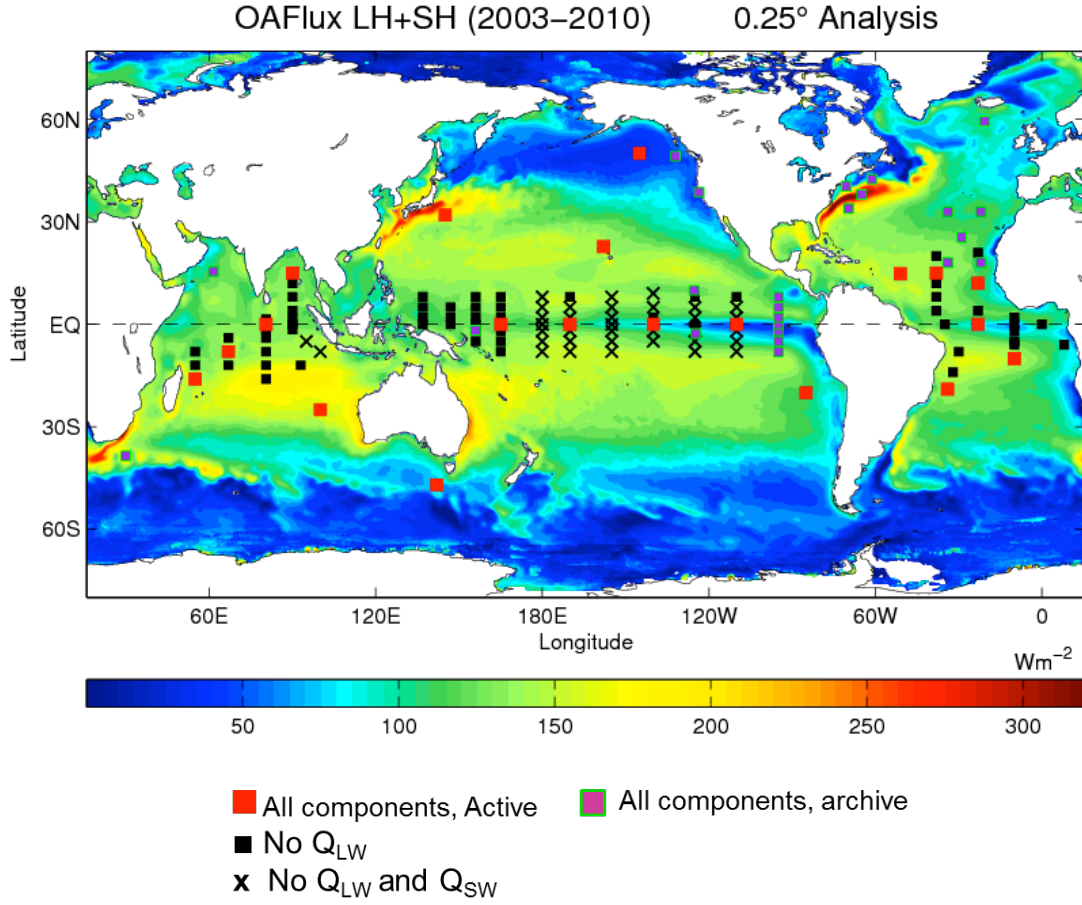 OAFlux LH+SH (2003–2010) 0.25° Analysis
60N
30N
EQ
30S
60S
Latitude
60E 120E 180E 120W 60W 0
Longitude
Wm⁻²
50 100 150 200 250 300
All components, Active
All components, archive
No Q_LW
x No Q_LW and Q_SW